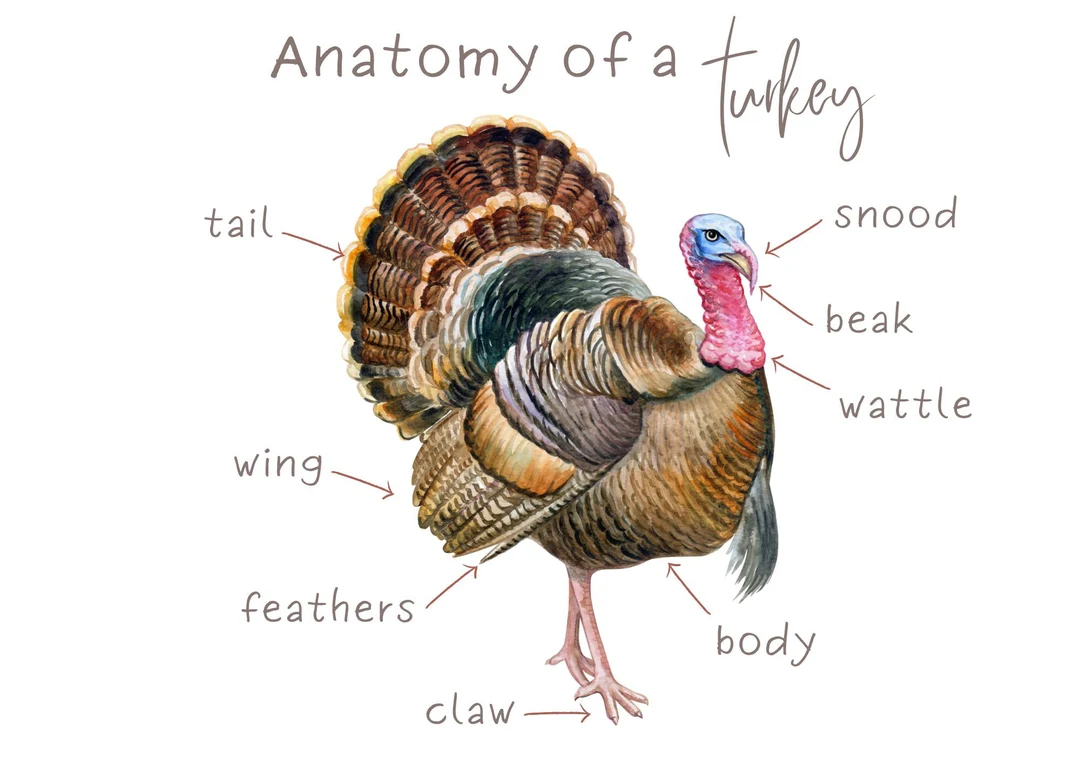 Anatomy of a turkey
tail
snood
beak
wattle
wing
feathers
body
claw